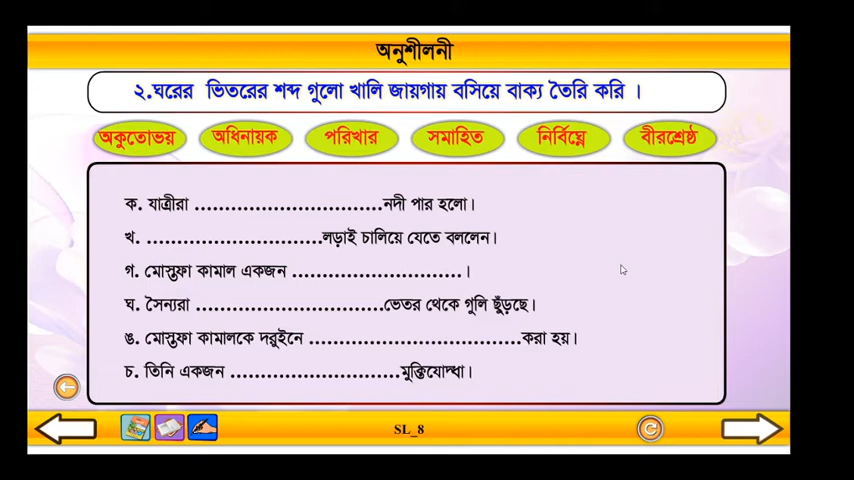 অনুশীলনী
২.ঘরের ভিতরের শব্দ গুলো খালি জায়গায় বসিয়ে বাক্য তৈরি করি ।
অকুতোভয় অধিনায়ক পরিখার সমাহিত নির্বিঘ্নে বীরশ্রেষ্ঠ
ক. যাত্রীরা ...............................নদী পার হলো।
খ. .............................লড়াই চালিয়ে যেতে বললেন।
গ. মোস্তফা কামাল একজন ............................।
ঘ. সৈন্যরা ...............................ভেতর থেকে গুলি ছুঁড়ছে।
ঙ. মোস্তফা কামালকে দরুইনে ...................................করা হয়।
চ. তিনি একজন ............................মুক্তিযোদ্ধা।
SL_8